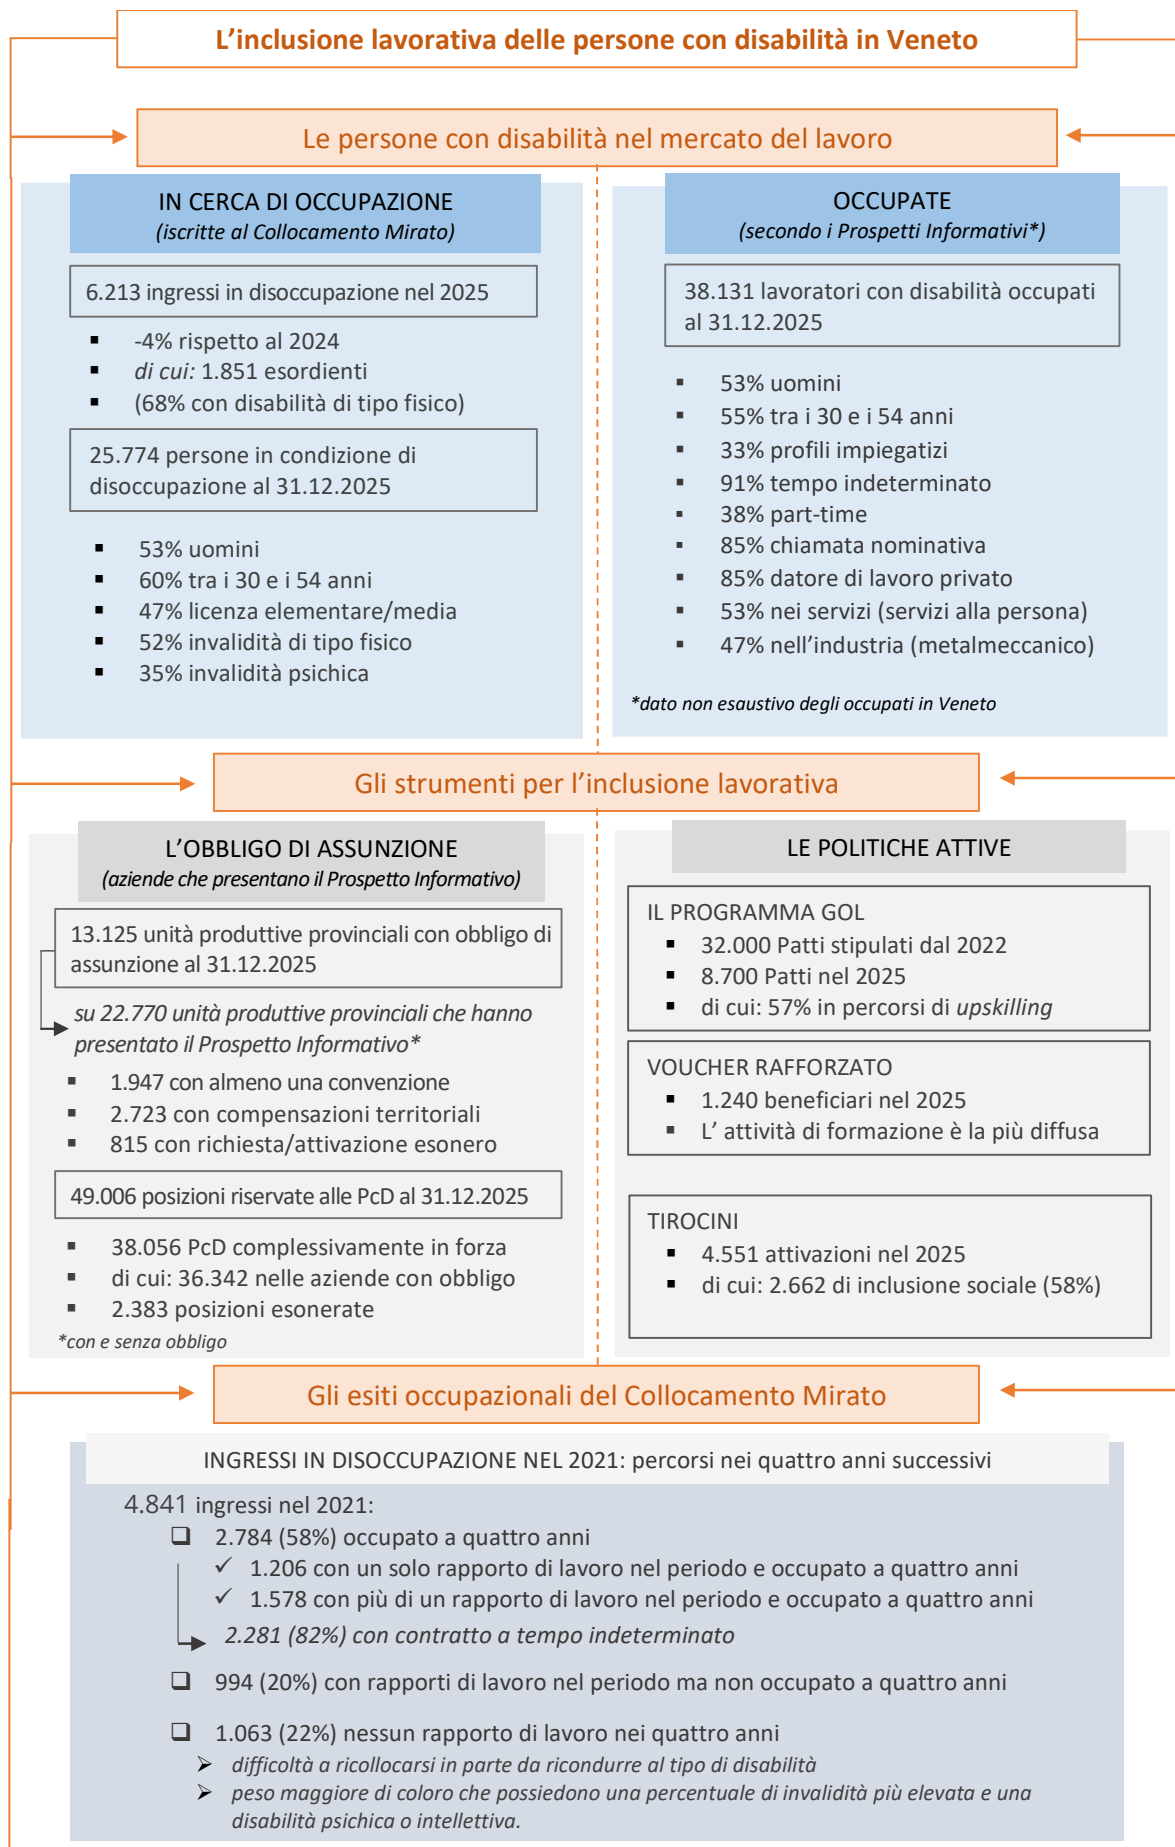 L'inclusione lavorativa delle persone con disabilità in Veneto
Le persone con disabilità nel mercato del lavoro
IN CERCA DI OCCUPAZIONE
(iscritte al Collocamento Mirato)
6.213 ingressi in disoccupazione nel 2025
▪ -4% rispetto al 2024
▪ di cui: 1.851 esordienti
▪ (68% con disabilità di tipo fisico)
25.774 persone in condizione di
disoccupazione al 31.12.2025
▪ 53% uomini
▪ 60% tra i 30 e i 54 anni
▪ 47% licenza elementare/media
▪ 52% invalidità di tipo fisico
▪ 35% invalidità psichica
OCCUPATE
(secondo i Prospetti Informativi*)
38.131 lavoratori con disabilità occupati
al 31.12.2025
▪ 53% uomini
▪ 55% tra i 30 e i 54 anni
▪ 33% profili impiegatizi
▪ 91% tempo indeterminato
▪ 38% part-time
▪ 85% chiamata nominativa
▪ 85% datore di lavoro privato
▪ 53% nei servizi (servizi alla persona)
▪ 47% nell'industria (metalmeccanico)
*dato non esaustivo degli occupati in Veneto
Gli strumenti per l'inclusione lavorativa
L'OBBLIGO DI ASSUNZIONE
(aziende che presentano il Prospetto Informativo)
13.125 unità produttive provinciali con obbligo di
assunzione al 31.12.2025
su 22.770 unità produttive provinciali che hanno
presentato il Prospetto Informativo*
▪ 1.947 con almeno una convenzione
▪ 2.723 con compensazioni territoriali
▪ 815 con richiesta/attivazione esonero
49.006 posizioni riservate alle PcD al 31.12.2025
▪ 38.056 PcD complessivamente in forza
▪ di cui: 36.342 nelle aziende con obbligo
▪ 2.383 posizioni esonerate
*con e senza obbligo
LE POLITICHE ATTIVE
IL PROGRAMMA GOL
▪ 32.000 Patti stipulati dal 2022
▪ 8.700 Patti nel 2025
▪ di cui: 57% in percorsi di upskilling
VOUCHER RAFFORZATO
▪ 1.240 beneficiari nel 2025
▪ L' attività di formazione è la più diffusa
TIROCINI
▪ 4.551 attivazioni nel 2025
▪ di cui: 2.662 di inclusione sociale (58%)
Gli esiti occupazionali del Collocamento Mirato
INGRESSI IN DISOCCUPAZIONE NEL 2021: percorsi nei quattro anni successivi
4.841 ingressi nel 2021:
❑ 2.784 (58%) occupato a quattro anni
✓ 1.206 con un solo rapporto di lavoro nel periodo e occupato a quattro anni
✓ 1.578 con più di un rapporto di lavoro nel periodo e occupato a quattro anni
2.281 (82%) con contratto a tempo indeterminato
❑ 994 (20%) con rapporti di lavoro nel periodo ma non occupato a quattro anni
❑ 1.063 (22%) nessun rapporto di lavoro nei quattro anni
➢ difficoltà a ricollocarsi in parte da ricondurre al tipo di disabilità
➢ peso maggiore di coloro che possiedono una percentuale di invalidità più elevata e una
disabilità psichica o intellettiva.